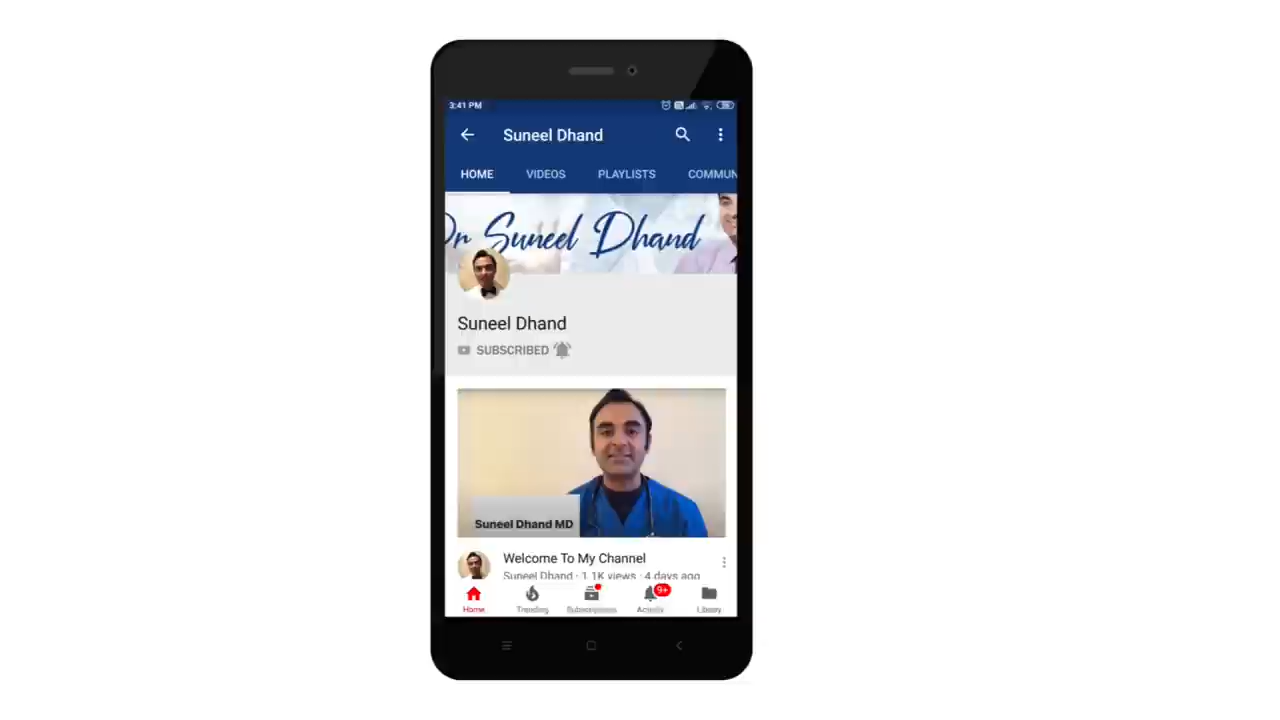 3:41 PM
Suneel Dhand
HOME VIDEOS PLAYLISTS COMMUN
Dr Suneel Dhand
Suneel Dhand
SUBSCRIBED
Suneel Dhand MD
Welcome To My Channel
Suneel Dhand · 1.1K views · 4 days ago
9+
Home Trending Subscriptions Activity Library